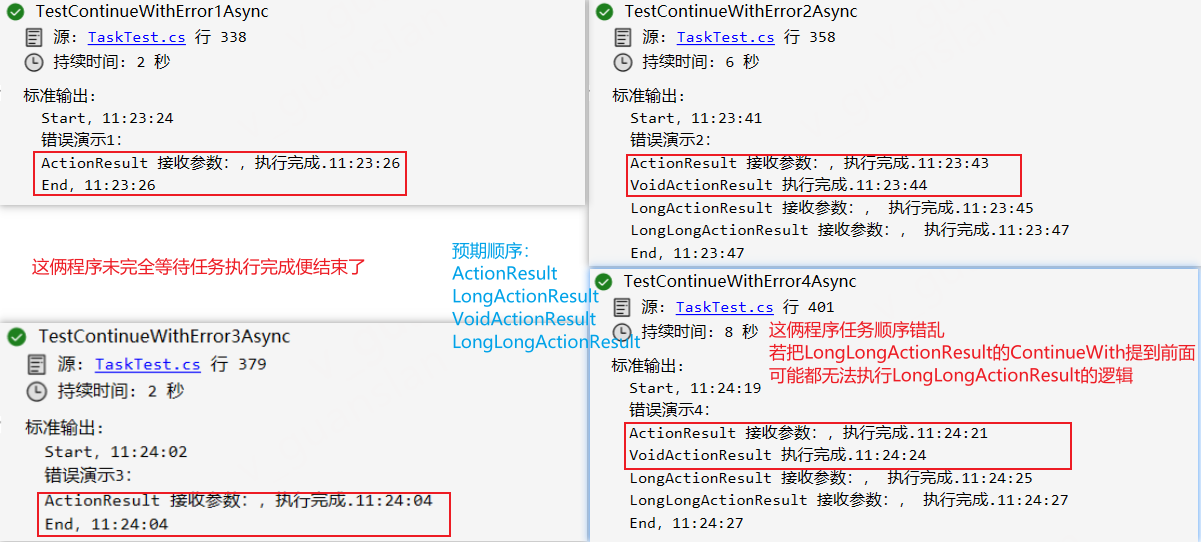 TestContinueWithError1Async
源: TaskTest.cs 行 338
持续时间: 2 秒
标准输出:
Start, 11:23:24
错误演示1:
ActionResult 接收参数: , 执行完成.11:23:26
End, 11:23:26
TestContinueWithError2Async
源: TaskTest.cs 行 358
持续时间: 6 秒
标准输出:
Start, 11:23:41
错误演示2:
ActionResult 接收参数: , 执行完成.11:23:43
VoidActionResult 执行完成.11:23:44
LongActionResult 接收参数: , 执行完成.11:23:45
LongLongActionResult 接收参数: , 执行完成.11:23:47
End, 11:23:47
这俩程序未完全等待任务执行完成便结束了
预期顺序:
ActionResult
LongActionResult
VoidActionResult
LongLongActionResult
TestContinueWithError3Async
源: TaskTest.cs 行 379
持续时间: 2 秒
标准输出:
Start, 11:24:02
错误演示3:
ActionResult 接收参数: , 执行完成.11:24:04
End, 11:24:04
TestContinueWithError4Async
源: TaskTest.cs 行 401
持续时间: 8 秒
这俩程序任务顺序错乱
若把LongLongActionResult的ContinueWith提到前面
可能都无法执行LongLongActionResult的逻辑
标准输出:
Start, 11:24:19
错误演示4:
ActionResult 接收参数: , 执行完成.11:24:21
VoidActionResult 执行完成.11:24:24
LongActionResult 接收参数: , 执行完成.11:24:25
LongLongActionResult 接收参数: , 执行完成.11:24:27
End, 11:24:27